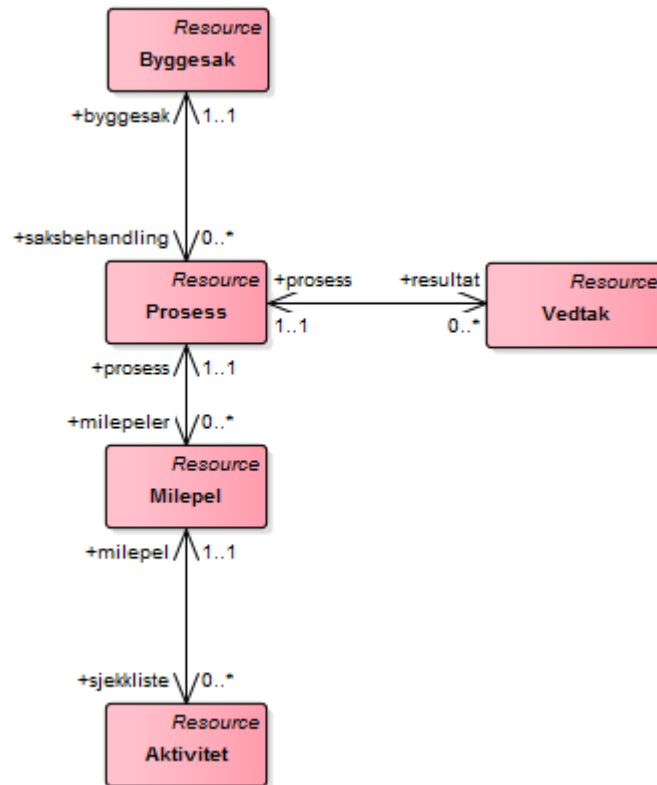 Resource
Byggesak
+byggesak 1..1
+saksbehandling 0..*
Resource
Prosess
+prosess +resultat
1..1 0..*
Resource
Vedtak
+prosess 1..1
+milepeler 0..*
Resource
Milepel
+milepel 1..1
+sjekkliste 0..*
Resource
Aktivitet